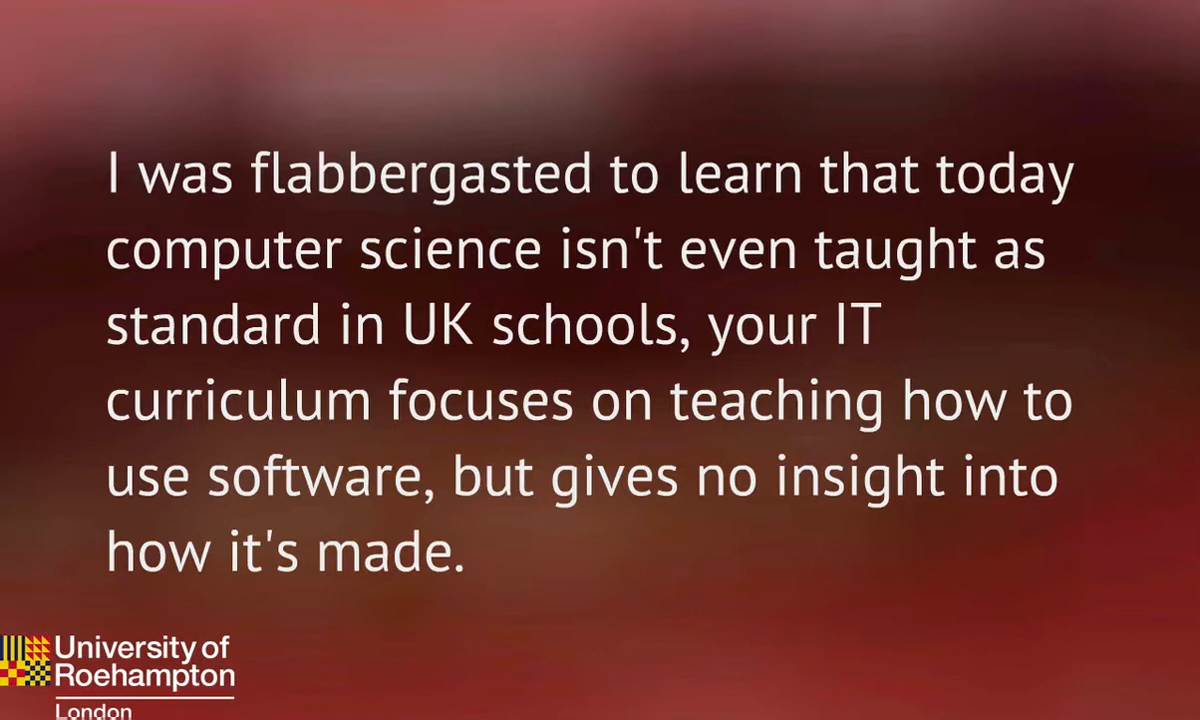 I was flabbergasted to learn that today
computer science isn't even taught as
standard in UK schools, your IT
curriculum focuses on teaching how to
use software, but gives no insight into
how it's made.
University of
Roehampton
London